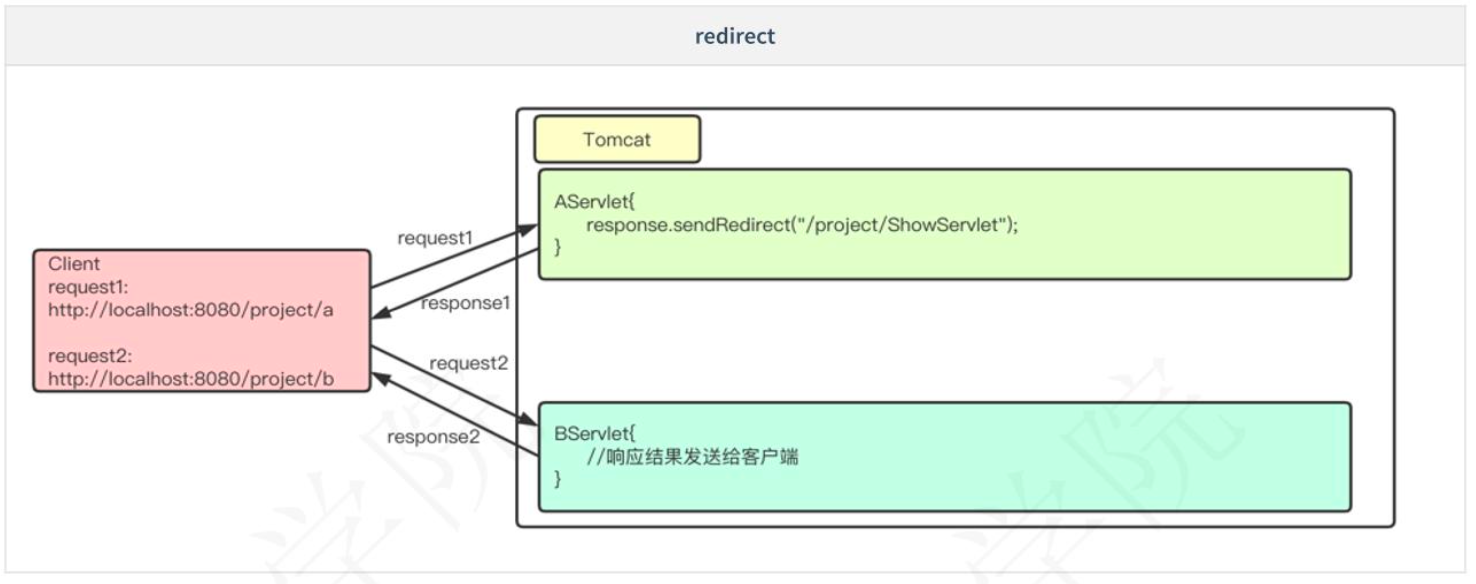 redirect
Tomcat
AServlet{
response.sendRedirect("/project/ShowServlet");
}
request1
response1
Client
request1:
http://localhost:8080/project/a
request2:
http://localhost:8080/project/b
request2
response2
BServlet{
//响应结果发送给客户端
}
学院
学院